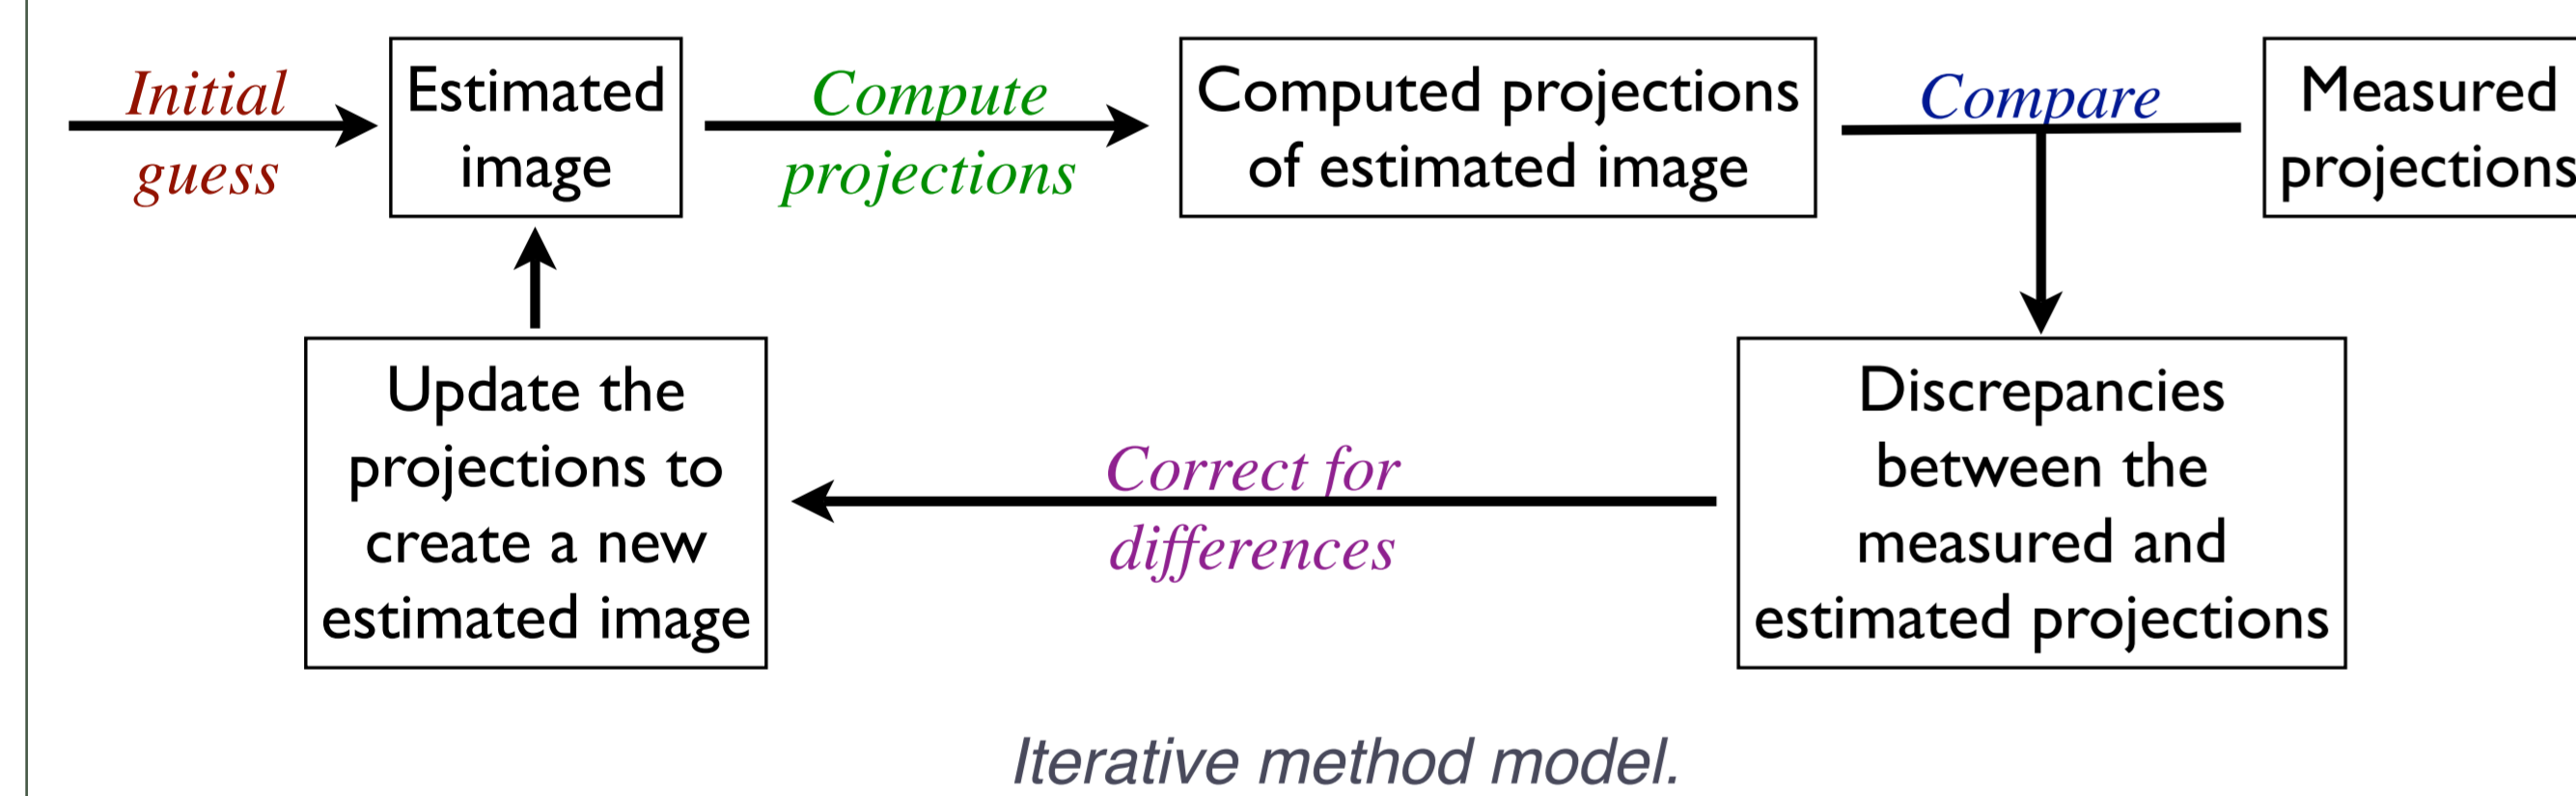 Initial
guess
Estimated
image
Compute
projections
Computed projections
of estimated image
Compare
Measured
projections
Update the
projections to
create a new
estimated image
Correct for
differences
Discrepancies
between the
measured and
estimated projections
Iterative method model.